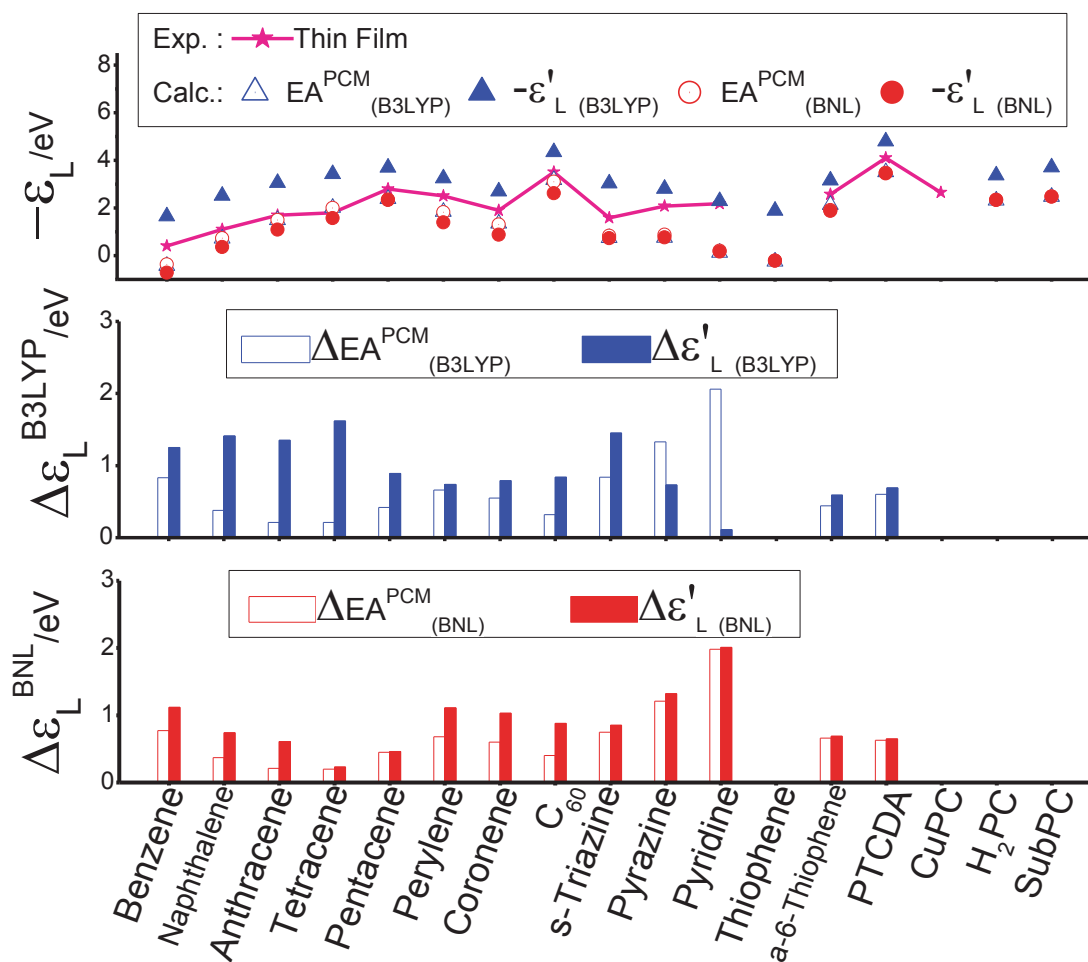 Exp. : Thin Film
Calc.: EA^PCM (B3LYP) -ε'L (B3LYP) EA^PCM (BNL) -ε'L (BNL)
−εL/eV
8
6
4
2
0
ΔεL^B3LYP/eV
3
2
1
0
ΔEA^PCM (B3LYP) Δε'L (B3LYP)
ΔεL^BNL/eV
3
2
1
0
ΔEA^PCM (BNL) Δε'L (BNL)
Benzene
Naphthalene
Anthracene
Tetracene
Pentacene
Perylene
Coronene
C60
s-Triazine
Pyrazine
Pyridine
Thiophene
a-6-Thiophene
PTCDA
CuPC
H2PC
SubPC